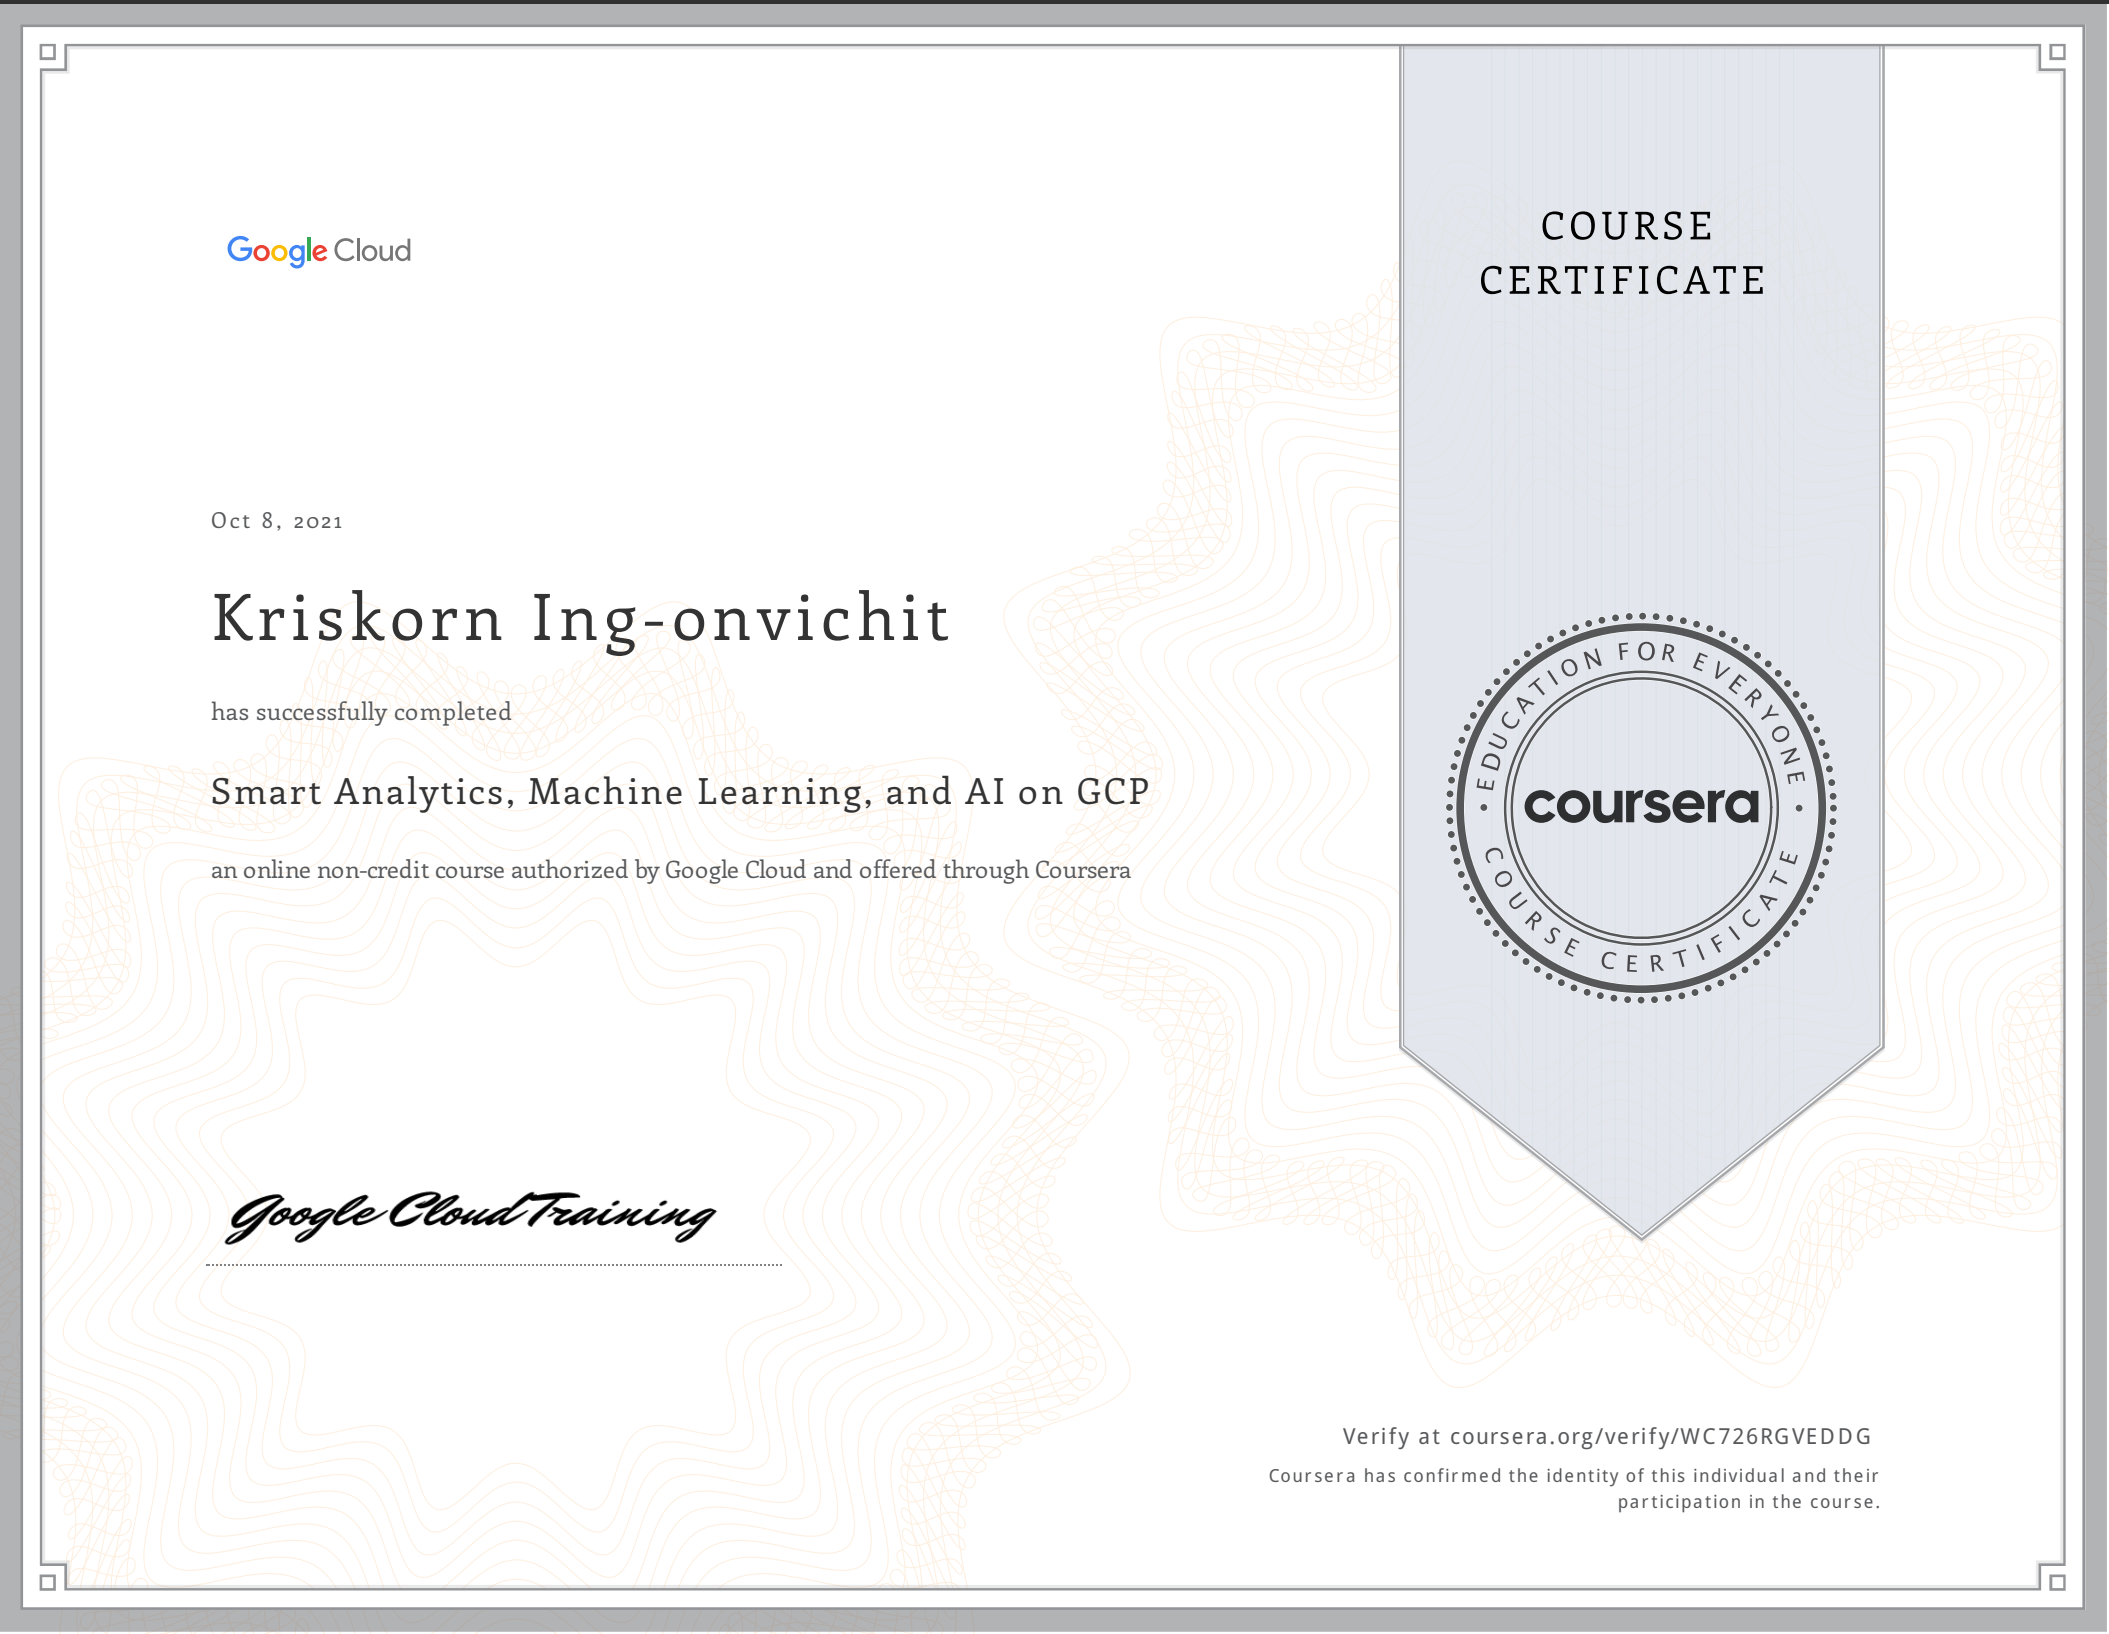 Google Cloud
COURSE
CERTIFICATE
Oct 8, 2021
Kriskorn Ing-onvichit
has successfully completed
Smart Analytics, Machine Learning, and AI on GCP
an online non-credit course authorized by Google Cloud and offered through Coursera
EDUCATION FOR EVERYONE
coursera
COURSE CERTIFICATE
Google Cloud Training
Verify at coursera.org/verify/WC726RGVEDDG
Coursera has confirmed the identity of this individual and their
participation in the course.